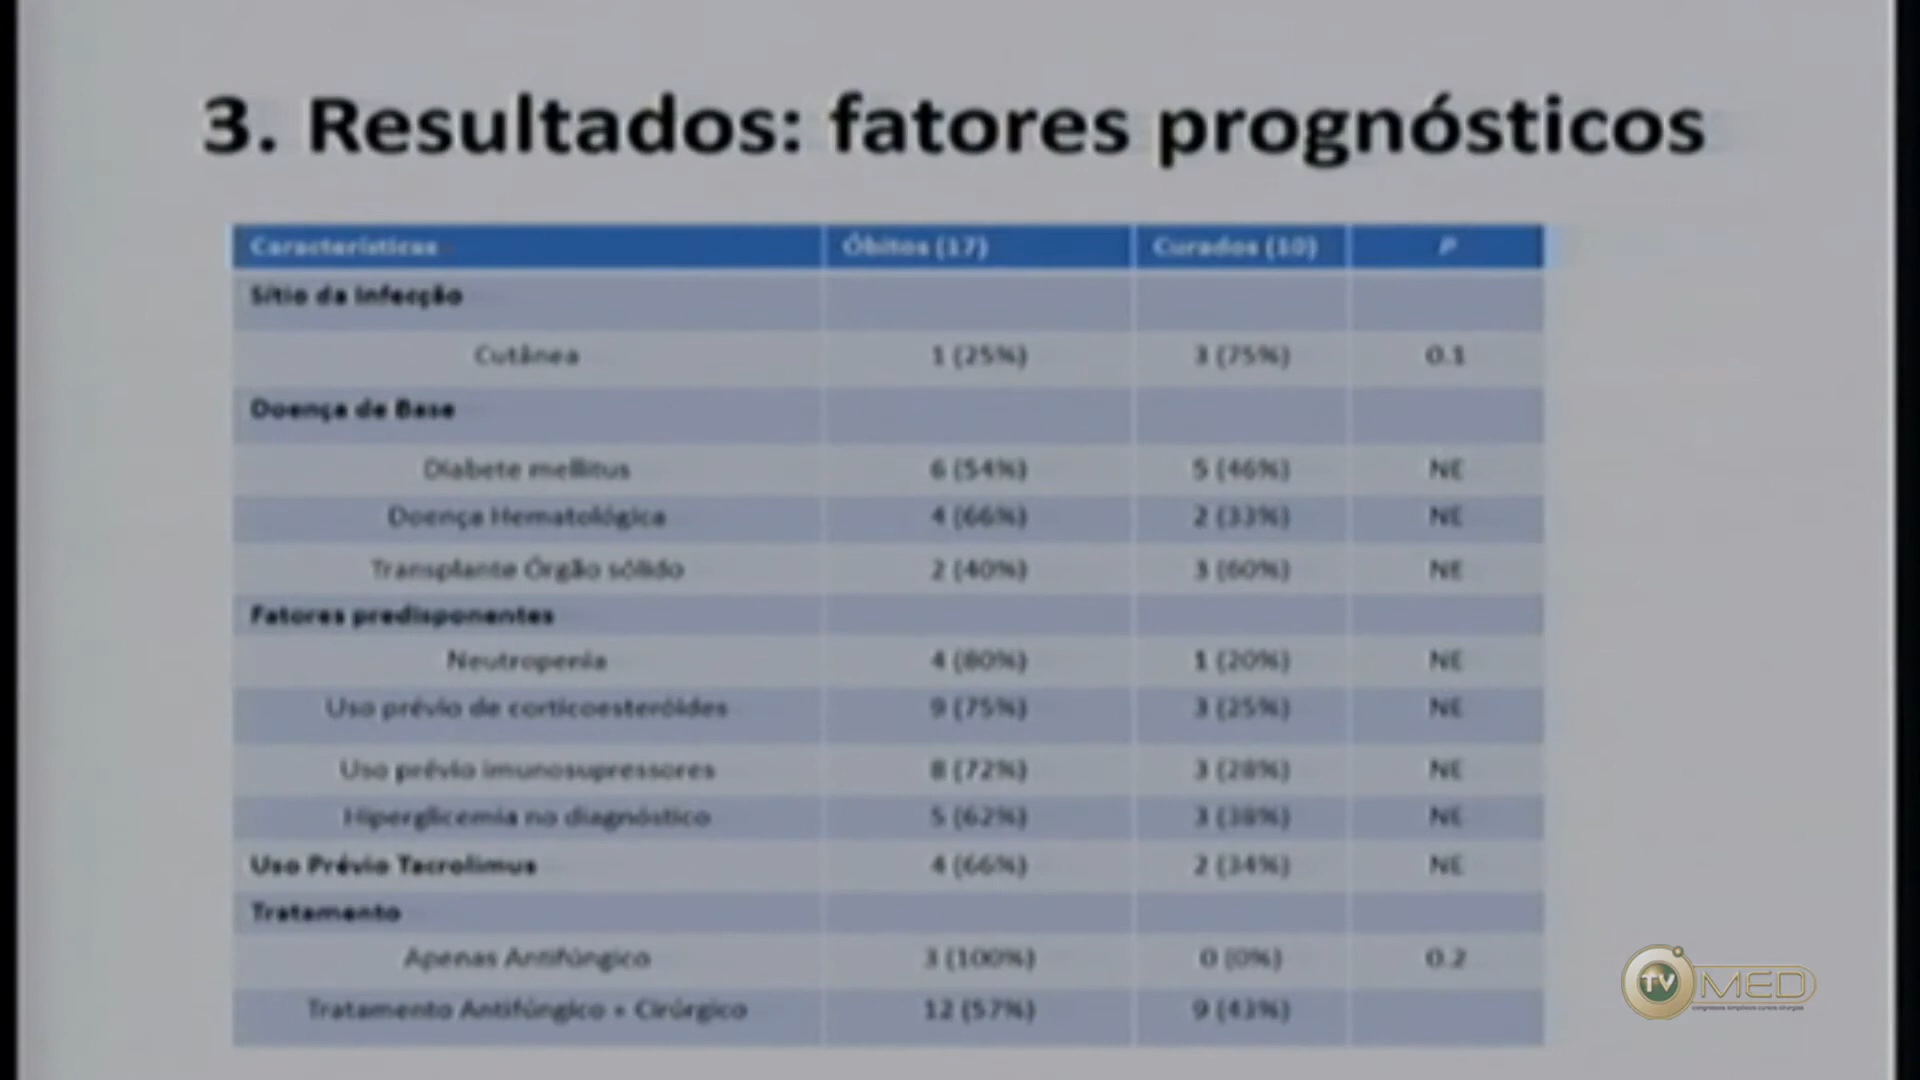 3. Resultados: fatores prognósticos
Características Óbitos (17) Curados (10) P
Sítio da Infecção
Cutânea 1 (25%) 3 (75%) 0.1
Doença de Base
Diabete mellitus 6 (54%) 5 (46%) NE
Doença Hematológica 4 (66%) 2 (33%) NE
Transplante Órgão sólido 2 (40%) 3 (60%) NE
Fatores predisponentes
Neutropenia 4 (80%) 1 (20%) NE
Uso prévio de corticoesteróides 9 (75%) 3 (25%) NE
Uso prévio imunosupressores 8 (72%) 3 (28%) NE
Hiperglicemia no diagnóstico 5 (62%) 3 (38%) NE
Uso Prévio Tacrolimus 4 (66%) 2 (34%) NE
Tratamento
Apenas Antifúngico 3 (100%) 0 (0%) 0.2
Tratamento Antifúngico + Cirúrgico 12 (57%) 9 (43%)
TV MED